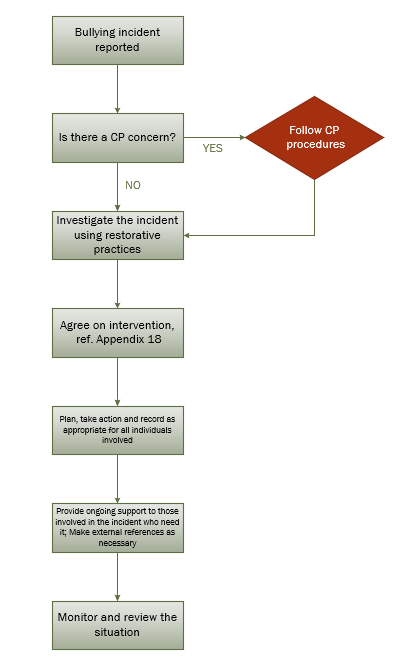 Bullying incident
reported
Is there a CP concern?
YES
Follow CP
procedures
NO
Investigate the incident
using restorative
practices
Agree on intervention,
ref. Appendix 18
Plan, take action and record as
appropriate for all individuals
involved
Provide ongoing support to those
involved in the incident who need
it; Make external references as
necessary
Monitor and review the
situation